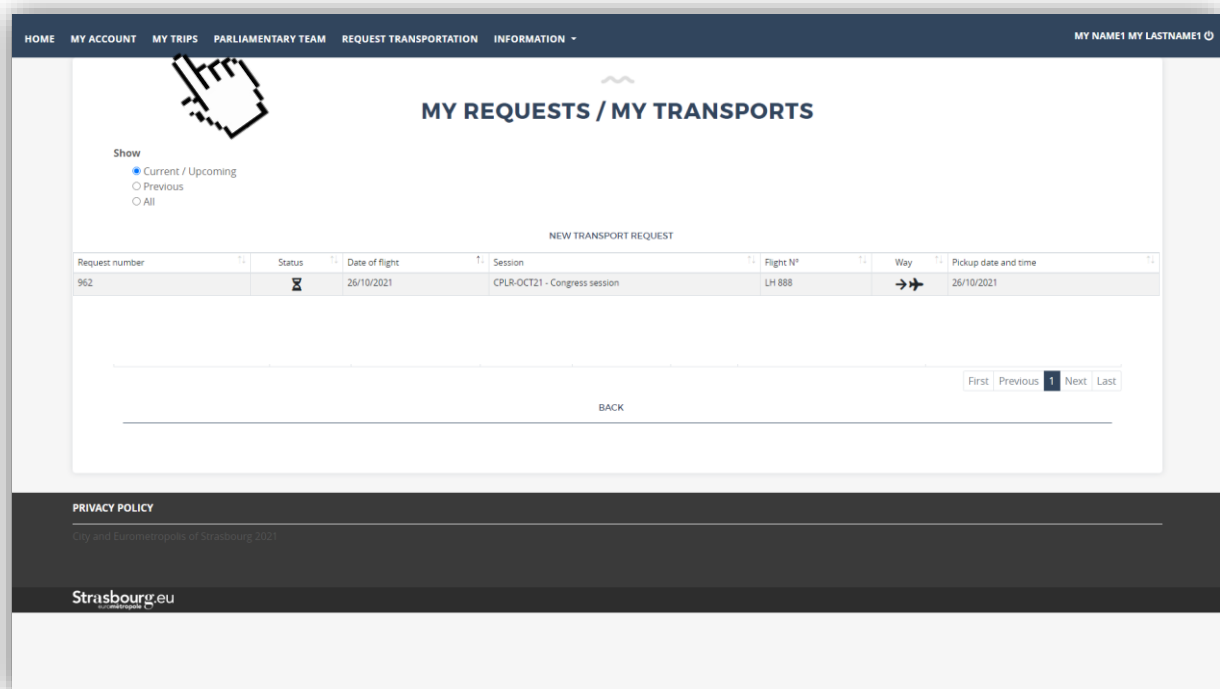 HOME MY ACCOUNT MY TRIPS PARLIAMENTARY TEAM REQUEST TRANSPORTATION INFORMATION MY NAME1 MY LASTNAME1
MY REQUESTS / MY TRANSPORTS
Show
Current / Upcoming
Previous
All
NEW TRANSPORT REQUEST
Request number Status Date of flight Session Flight Nº Way Pickup date and time
962 26/10/2021 CPLR-OCT21 - Congress session LH 888 26/10/2021
First Previous 1 Next Last
BACK
PRIVACY POLICY
City and Eurometropolis of Strasbourg 2021
Strasbourg.eu
eurométropole